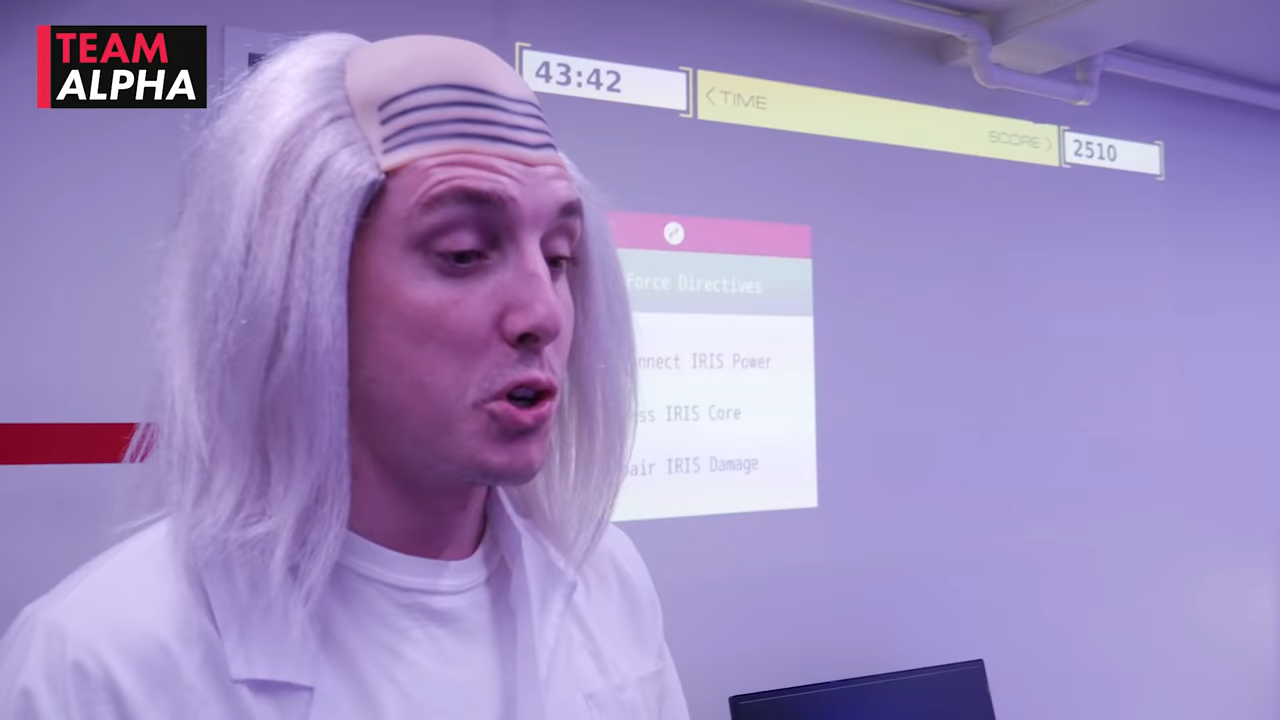 TEAM
ALPHA
43:42
< TIME
SCORE >
2510
Force Directives
nnect IRIS Power
ss IRIS Core
air IRIS Damage